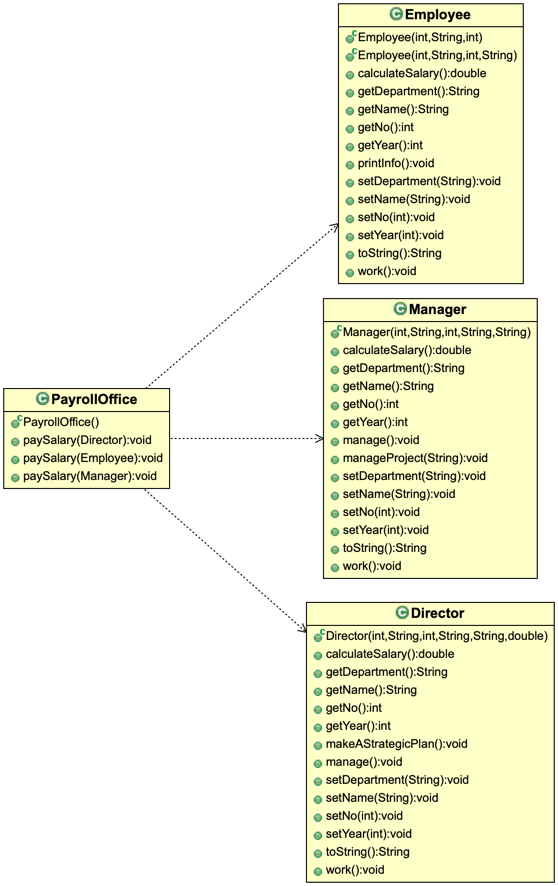 Employee
Employee(int,String,int)
Employee(int,String,int,String)
calculateSalary():double
getDepartment():String
getName():String
getNo():int
getYear():int
printInfo():void
setDepartment(String):void
setName(String):void
setNo(int):void
setYear(int):void
toString():String
work():void
Manager
Manager(int,String,int,String,String)
calculateSalary():double
getDepartment():String
getName():String
getNo():int
getYear():int
manage():void
manageProject(String):void
setDepartment(String):void
setName(String):void
setNo(int):void
setYear(int):void
toString():String
work():void
PayrollOffice
PayrollOffice()
paySalary(Director):void
paySalary(Employee):void
paySalary(Manager):void
Director
Director(int,String,int,String,String,double)
calculateSalary():double
getDepartment():String
getName():String
getNo():int
getYear():int
makeAStrategicPlan():void
manage():void
setDepartment(String):void
setName(String):void
setNo(int):void
setYear(int):void
toString():String
work():void